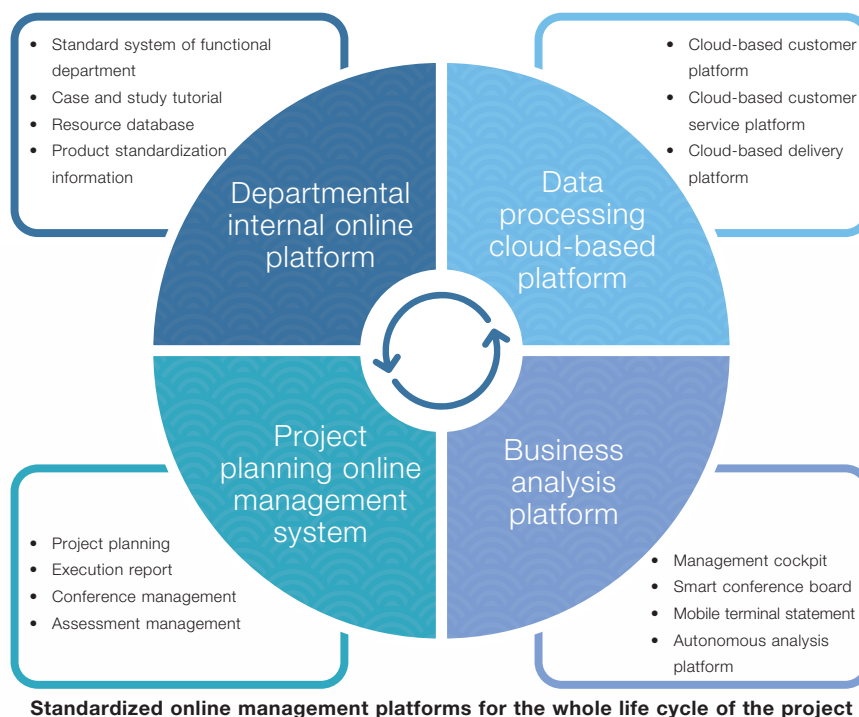 • Standard system of functional
department
• Case and study tutorial
• Resource database
• Product standardization
information
• Cloud-based customer
platform
• Cloud-based customer
service platform
• Cloud-based delivery
platform
Departmental
internal online
platform
Data
processing
cloud-based
platform
Project
planning online
management
system
Business
analysis
platform
• Project planning
• Execution report
• Conference management
• Assessment management
• Management cockpit
• Smart conference board
• Mobile terminal statement
• Autonomous analysis
platform
Standardized online management platforms for the whole life cycle of the project